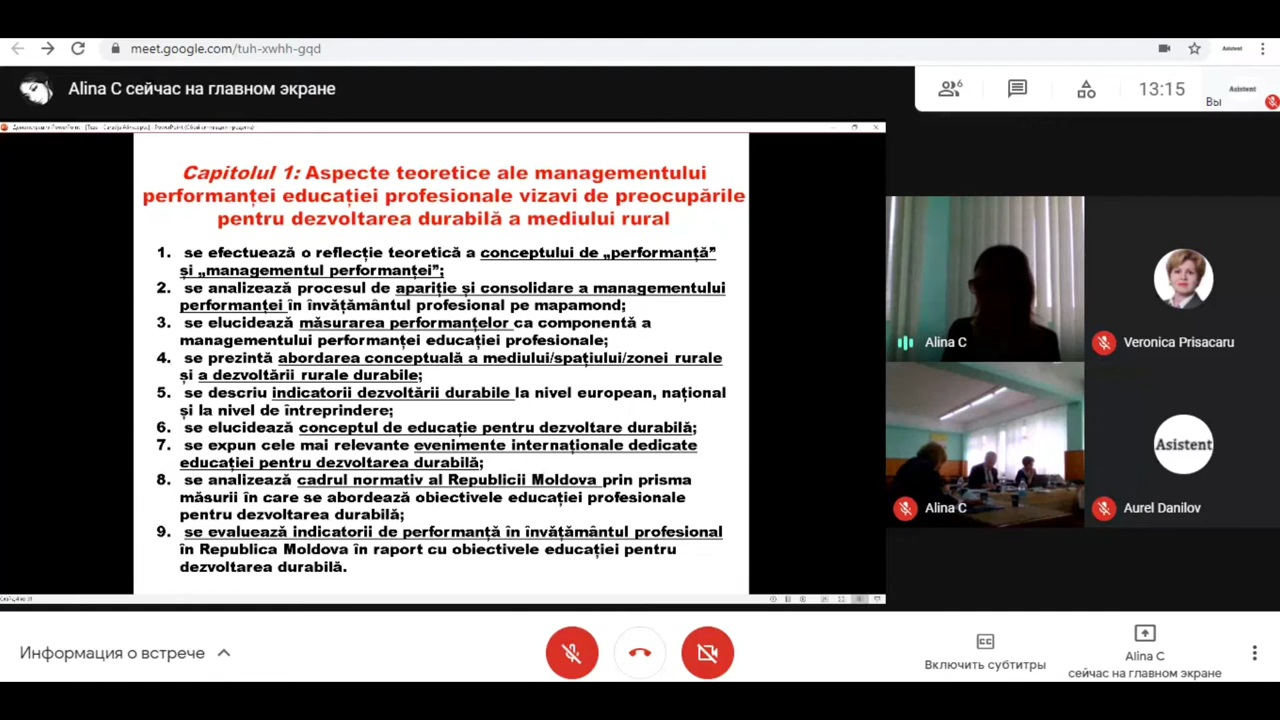 meet.google.com/tuh-xwhh-gqd
Asistent
Alina C сейчас на главном экране
6
13:15
Asistent
Вы
Capitolul 1: Aspecte teoretice ale managementului
performanței educației profesionale vizavi de preocupările
pentru dezvoltarea durabilă a mediului rural
1. se efectuează o reflecție teoretică a conceptului de „performanță”
și „managementul performanței”;
2. se analizează procesul de apariție și consolidare a managementului
performanței în învățământul profesional pe mapamond;
3. se elucidează măsurarea performanțelor ca componentă a
managementului performanței educației profesionale;
4. se prezintă abordarea conceptuală a mediului/spațiului/zonei rurale
și a dezvoltării rurale durabile;
5. se descriu indicatorii dezvoltării durabile la nivel european, național
și la nivel de întreprindere;
6. se elucidează conceptul de educație pentru dezvoltare durabilă;
7. se expun cele mai relevante evenimente internaționale dedicate
educației pentru dezvoltarea durabilă;
8. se analizează cadrul normativ al Republicii Moldova prin prisma
măsurii în care se abordează obiectivele educației profesionale
pentru dezvoltarea durabilă;
9. se evaluează indicatorii de performanță în învățământul profesional
în Republica Moldova în raport cu obiectivele educației pentru
dezvoltarea durabilă.
Alina C
Veronica Prisacaru
Asistent
Alina C
Aurel Danilov
Информация о встрече
Включить субтитры
Alina C
сейчас на главном экране